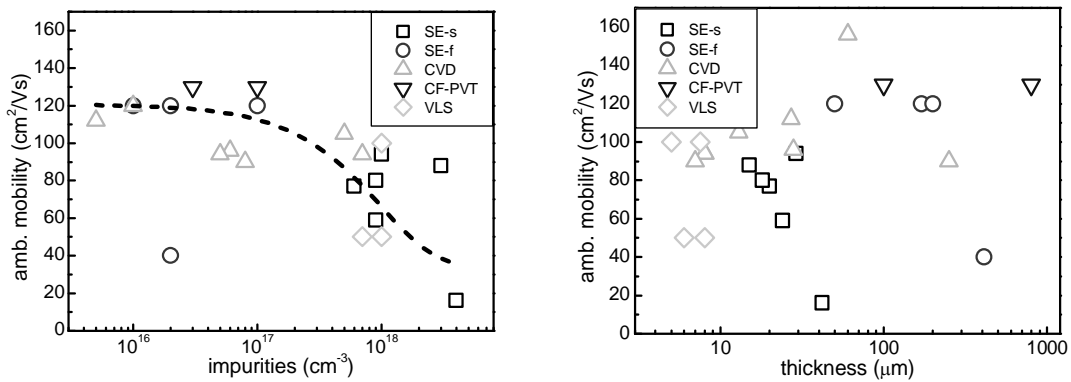 160
140
120
100
80
60
40
20
0
amb. mobility (cm²/Vs)
10¹⁶
10¹⁷
10¹⁸
impurities (cm⁻³)
SE-s
SE-f
CVD
CF-PVT
VLS
160
140
120
100
80
60
40
20
0
amb. mobility (cm²/Vs)
10
100
1000
thickness (μm)
SE-s
SE-f
CVD
CF-PVT
VLS